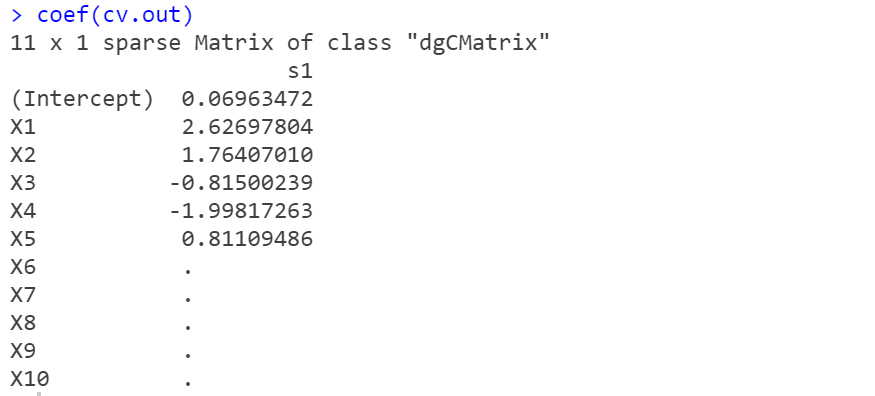 > coef(cv.out)
11 x 1 sparse Matrix of class "dgCMatrix"
s1
(Intercept) 0.06963472
X1 2.62697804
X2 1.76407010
X3 -0.81500239
X4 -1.99817263
X5 0.81109486
X6 .
X7 .
X8 .
X9 .
X10 .